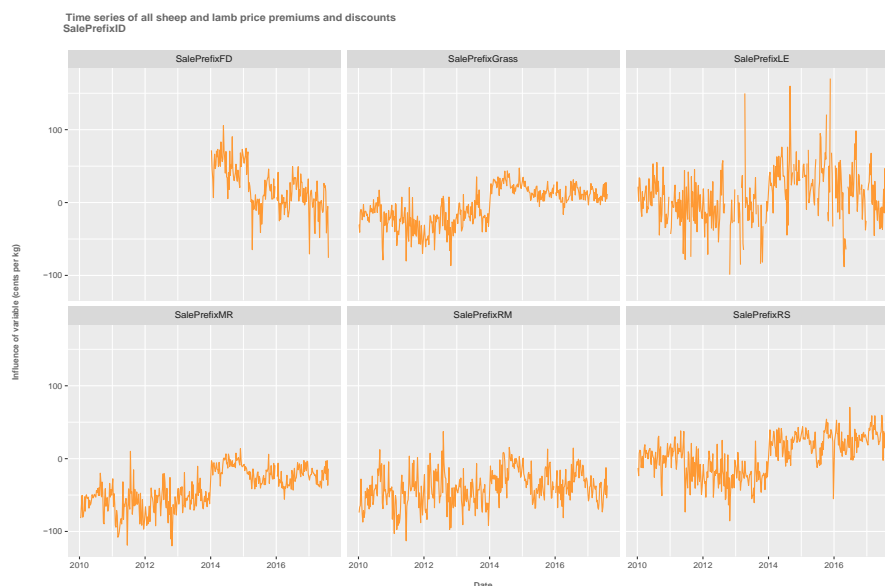 Time series of all sheep and lamb price premiums and discounts
SalePrefixID
SalePrefixFD SalePrefixGrass SalePrefixLE
100
0
−100
SalePrefixMR SalePrefixRM SalePrefixRS
100
0
−100
2010 2012 2014 2016 2010 2012 2014 2016 2010 2012 2014 2016
Date
Influence of variable (cents per kg)